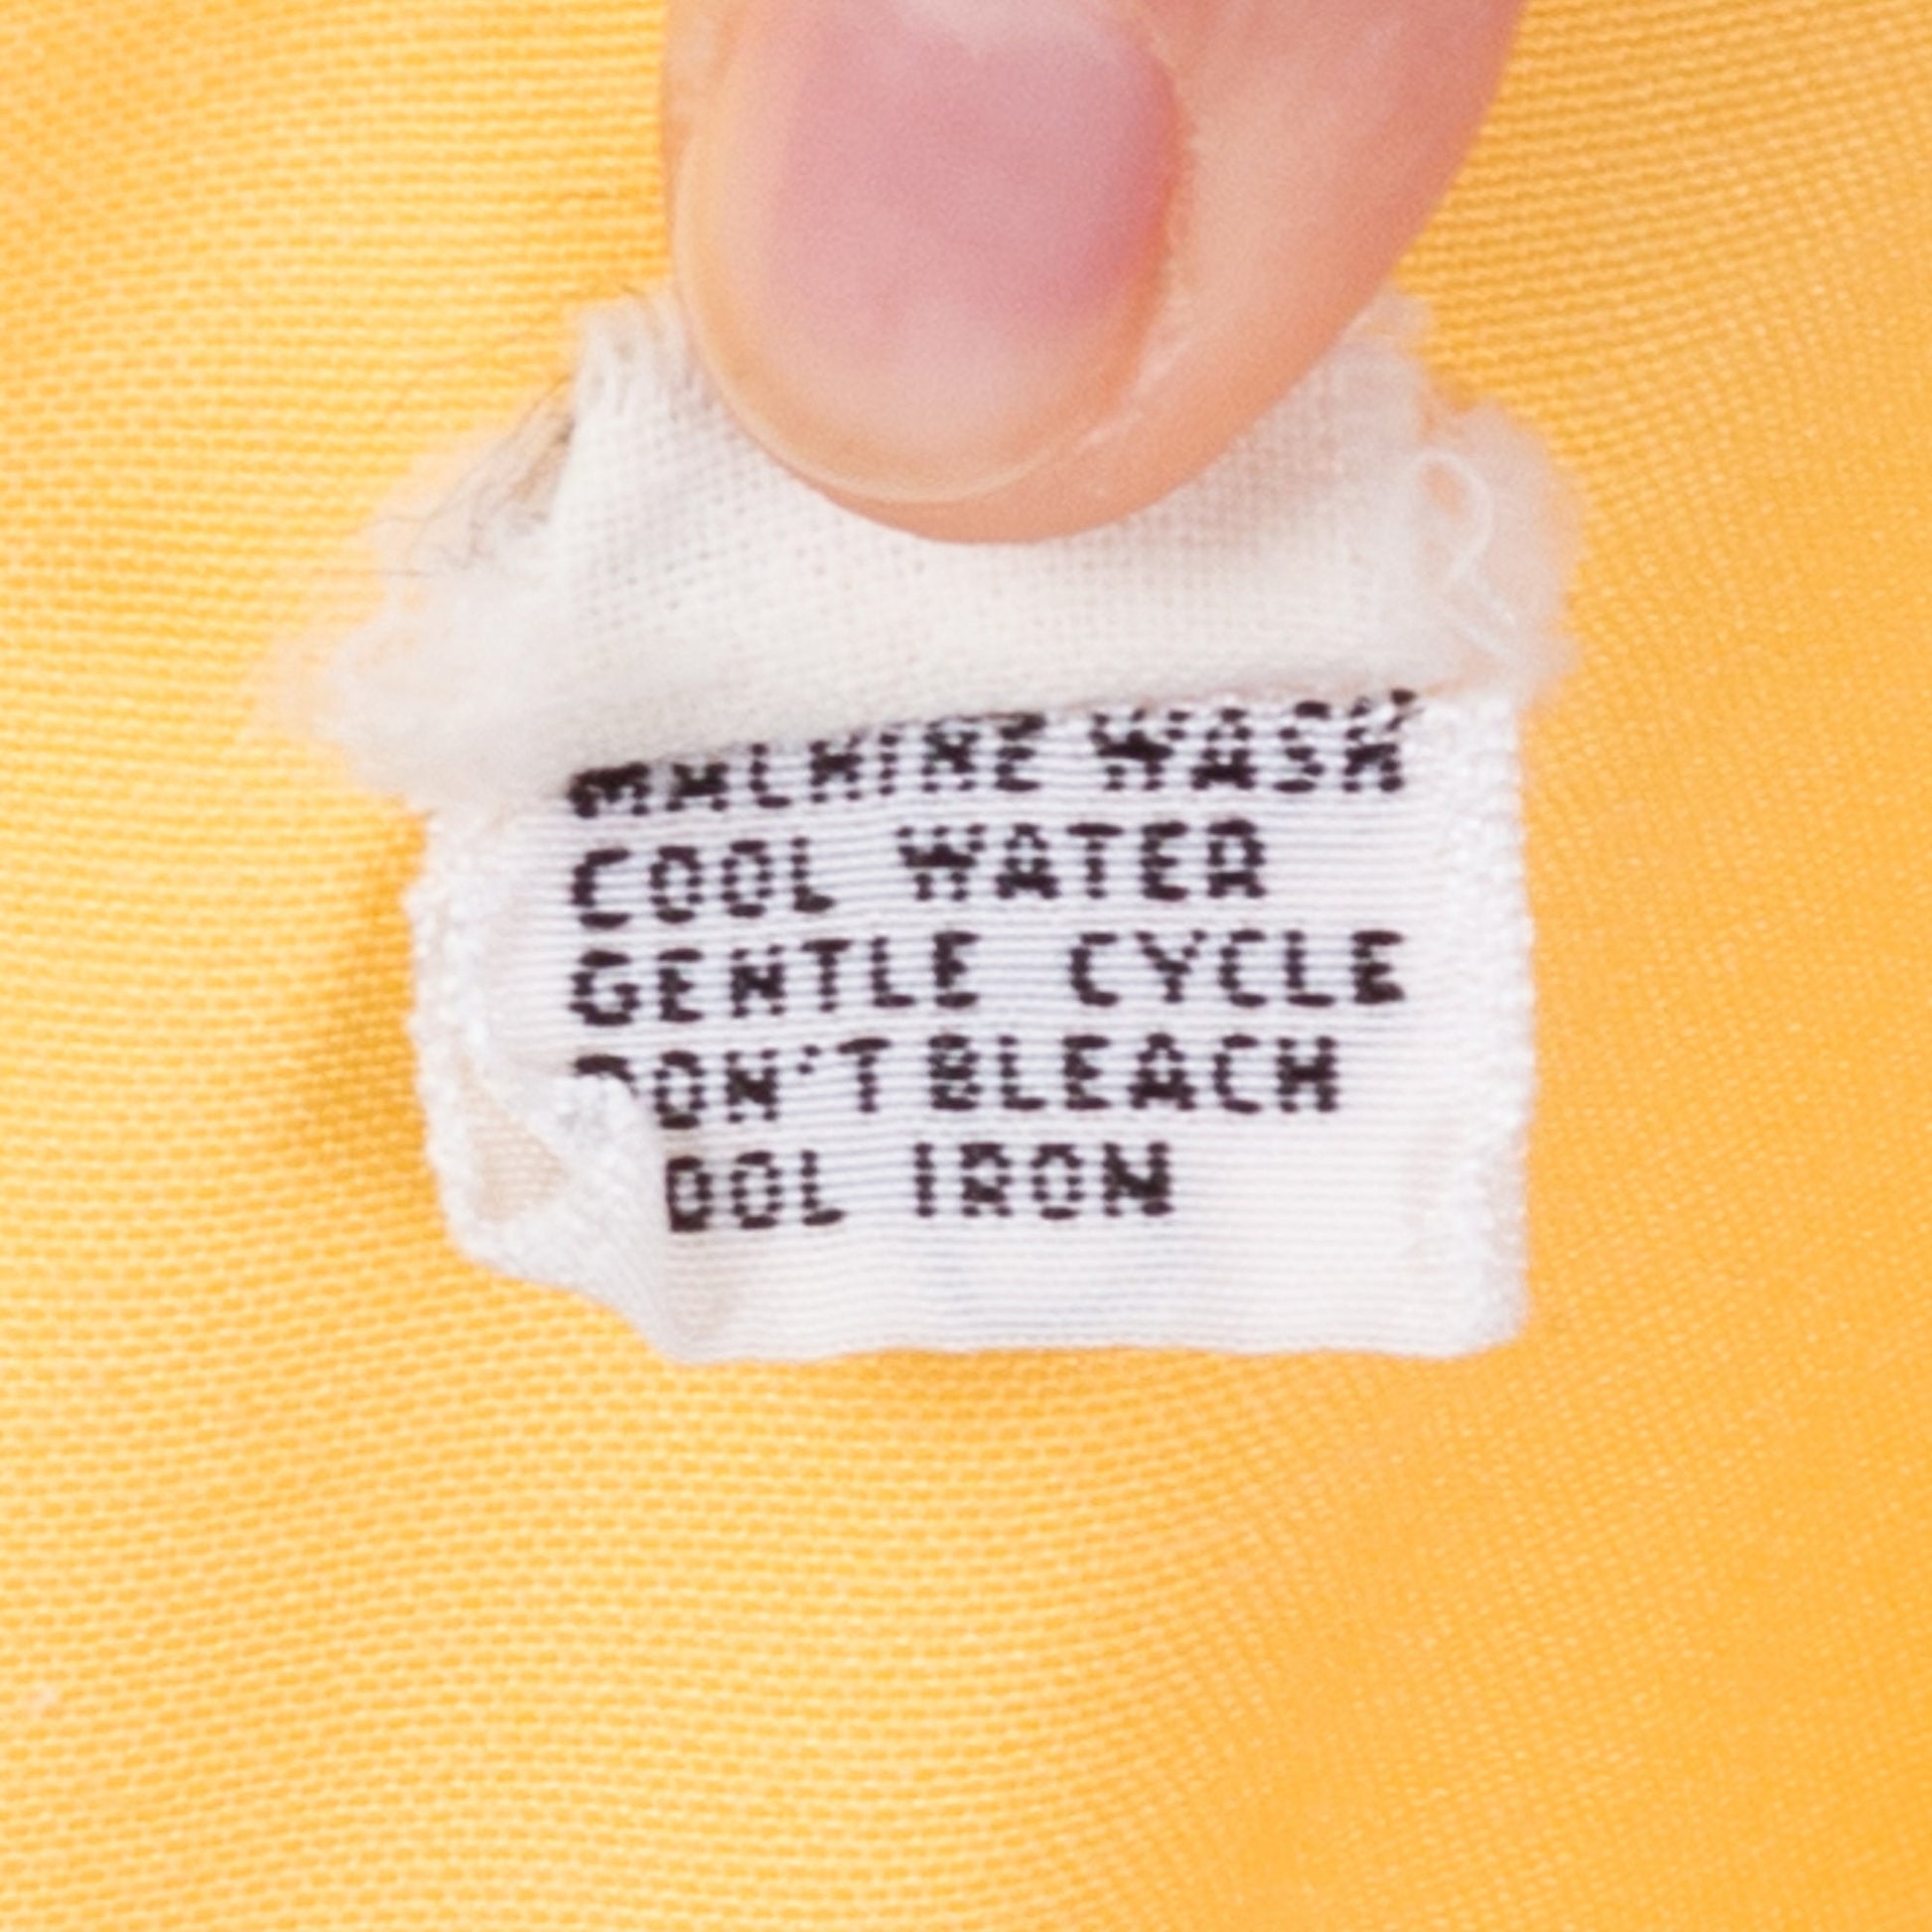 MACHINE WASH
COOL WATER
GENTLE CYCLE
DON'T BLEACH
OOL IRON